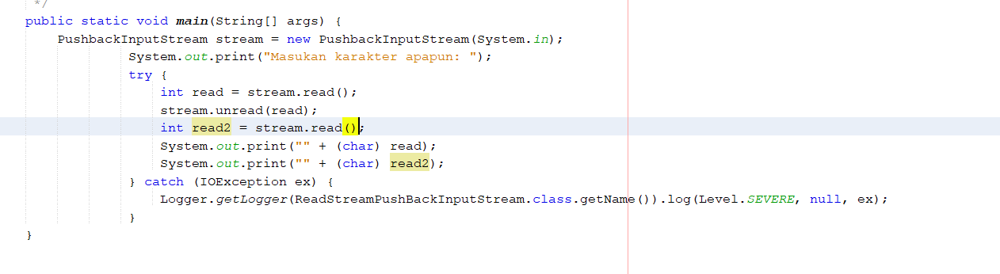 */
public static void main(String[] args) {
PushbackInputStream stream = new PushbackInputStream(System.in);
System.out.print("Masukan karakter apapun: ");
try {
int read = stream.read();
stream.unread(read);
int read2 = stream.read();
System.out.print("" + (char) read);
System.out.print("" + (char) read2);
} catch (IOException ex) {
Logger.getLogger(ReadStreamPushBackInputStream.class.getName()).log(Level.SEVERE, null, ex);
}
}